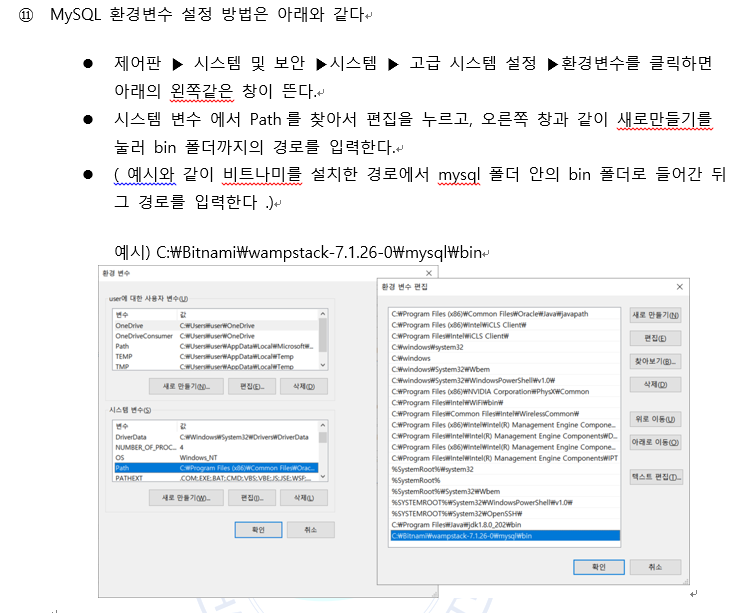 ⑪ MySQL 환경변수 설정 방법은 아래와 같다
● 제어판 ▶ 시스템 및 보안 ▶시스템 ▶ 고급 시스템 설정 ▶환경변수를 클릭하면
아래의 왼쪽같은 창이 뜬다.
● 시스템 변수 에서 Path 를 찾아서 편집을 누르고, 오른쪽 창과 같이 새로만들기를
눌러 bin 폴더까지의 경로를 입력한다.
● ( 예시와 같이 비트나미를 설치한 경로에서 mysql 폴더 안의 bin 폴더로 들어간 뒤
그 경로를 입력한다 .)
예시) C:₩Bitnami₩wampstack-7.1.26-0₩mysql₩bin
환경 변수
user에 대한 사용자 변수(U)
변수 값
OneDrive C:₩Users₩user₩OneDrive
OneDriveConsumer C:₩Users₩user₩OneDrive
Path C:₩Users₩user₩AppData₩Local₩Microsoft₩...
TEMP C:₩Users₩user₩AppData₩Local₩Temp
TMP C:₩Users₩user₩AppData₩Local₩Temp
새로 만들기(N)... 편집(E)... 삭제(D)
시스템 변수(S)
변수 값
DriverData C:₩Windows₩System32₩Drivers₩DriverData
NUMBER_OF_PROC... 4
OS Windows_NT
Path C:₩Program Files (x86)₩Common Files₩Orac...
PATHEXT .COM;.EXE;.BAT;.CMD;.VBS;.VBE;.JS;.JSE;.WSF;...
새로 만들기(W)... 편집(I)... 삭제(L)
확인 취소
환경 변수 편집
C:₩Program Files (x86)₩Common Files₩Oracle₩Java₩javapath
C:₩Program Files (x86)₩Intel₩iCLS Client₩
C:₩Program Files₩Intel₩iCLS Client₩
C:₩windows₩system32
C:₩windows
C:₩windows₩System32₩Wbem
C:₩windows₩System32₩WindowsPowerShell₩v1.0₩
C:₩Program Files (x86)₩NVIDIA Corporation₩PhysX₩Common
C:₩Program Files₩Intel₩WiFi₩bin₩
C:₩Program Files₩Common Files₩Intel₩WirelessCommon₩
C:₩Program Files (x86)₩Intel₩Intel(R) Management Engine Compone...
C:₩Program Files₩Intel₩Intel(R) Management Engine Components₩D...
C:₩Program Files (x86)₩Intel₩Intel(R) Management Engine Compone...
C:₩Program Files₩Intel₩Intel(R) Management Engine Components₩IPT
%SystemRoot%₩system32
%SystemRoot%
%SystemRoot%₩System32₩Wbem
%SYSTEMROOT%₩System32₩WindowsPowerShell₩v1.0₩
%SYSTEMROOT%₩System32₩OpenSSH₩
C:₩Program Files₩Java₩jdk1.8.0_202₩bin
C:₩Bitnami₩wampstack-7.1.26-0₩mysql₩bin
새로 만들기(N)
편집(E)
찾아보기(B)...
삭제(D)
위로 이동(U)
아래로 이동(O)
텍스트 편집(T)...
확인 취소